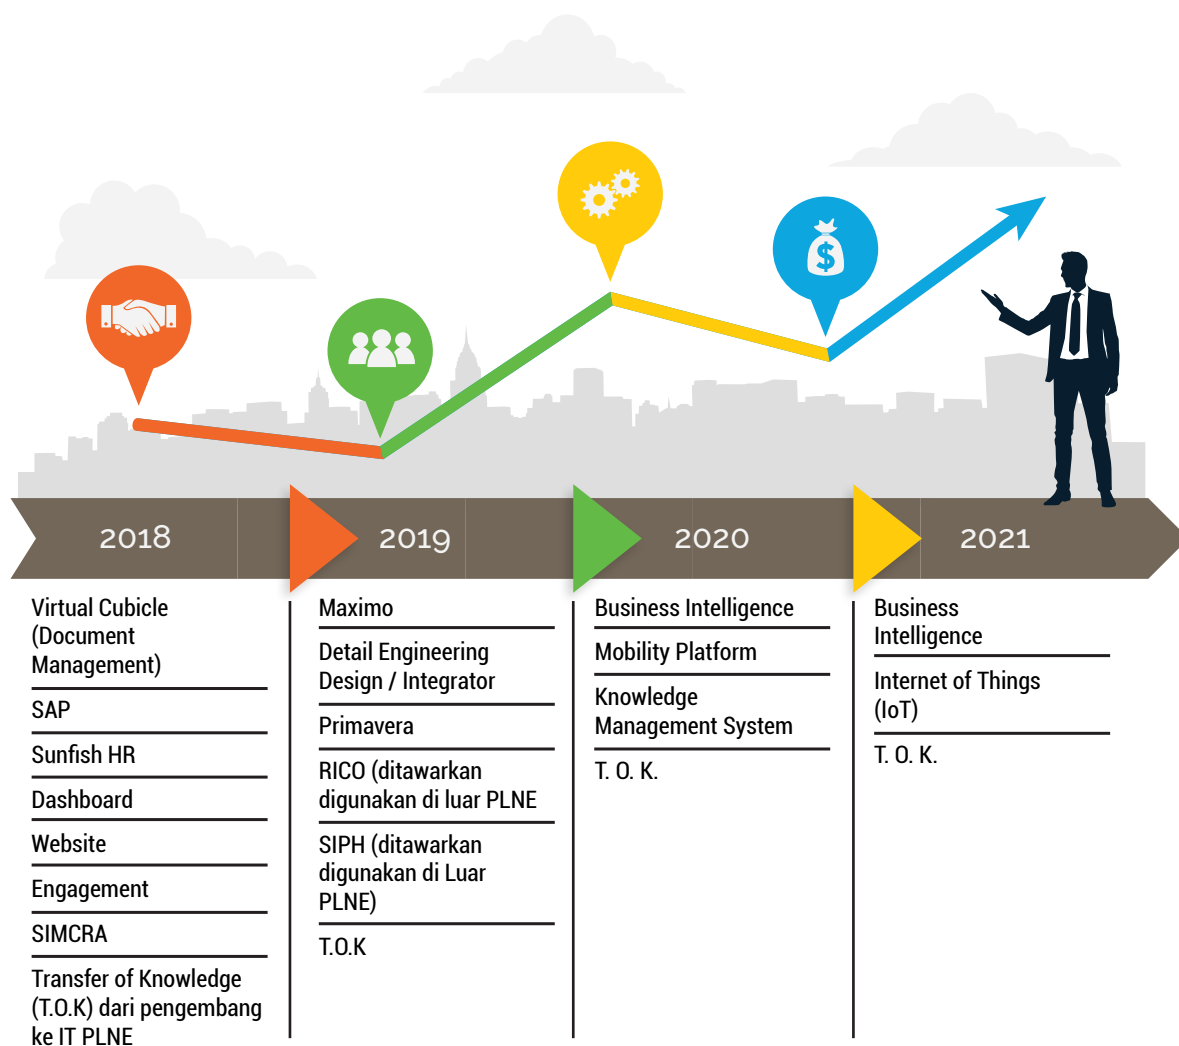 2018
2019
2020
2021
Virtual Cubicle
(Document
Management)
SAP
Sunfish HR
Dashboard
Website
Engagement
SIMCRA
Transfer of Knowledge
(T.O.K) dari pengembang
ke IT PLNE
Maximo
Detail Engineering
Design / Integrator
Primavera
RICO (ditawarkan
digunakan di luar PLNE
SIPH (ditawarkan
digunakan di Luar
PLNE)
T.O.K
Business Intelligence
Mobility Platform
Knowledge
Management System
T. O. K.
Business
Intelligence
Internet of Things
(IoT)
T. O. K.
$